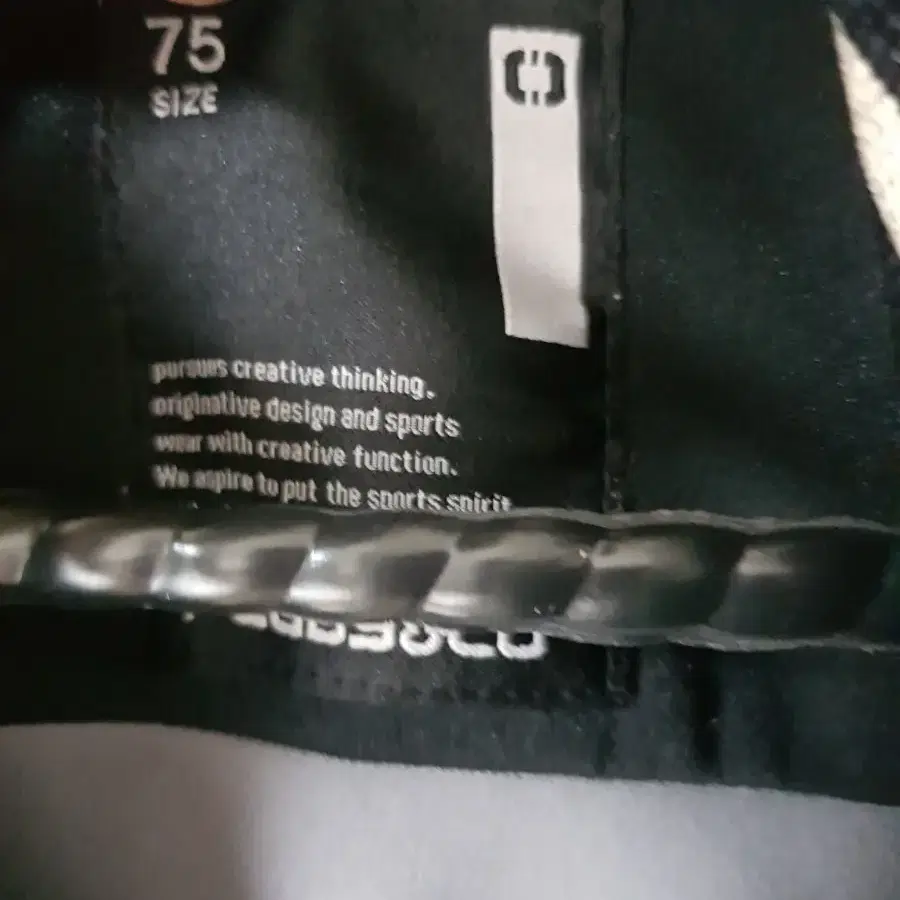 75
SIZE
pursues creative thinking.
originative design and sports
wear with creative function.
We aspire to put the sports spirit